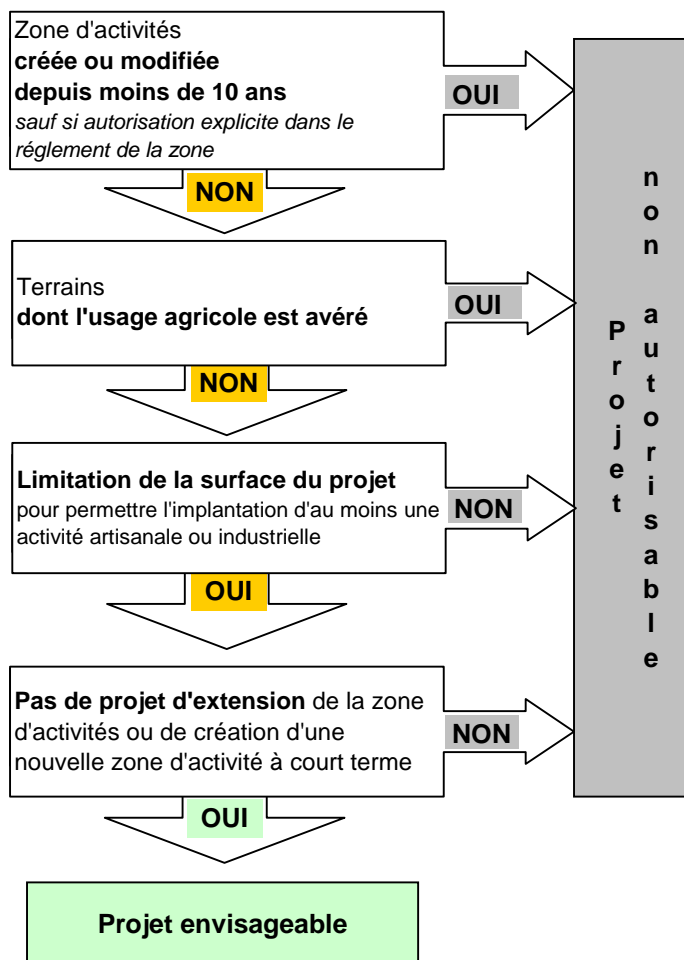 Zone d'activités
créée ou modifiée
depuis moins de 10 ans
sauf si autorisation explicite dans le
réglement de la zone
OUI
NON
Terrains
dont l'usage agricole est avéré
OUI
NON
Limitation de la surface du projet
pour permettre l'implantation d'au moins une
activité artisanale ou industrielle
NON
OUI
Pas de projet d'extension de la zone
d'activités ou de création d'une
nouvelle zone d'activité à court terme
NON
OUI
Projet envisageable
Projet
non autorisable